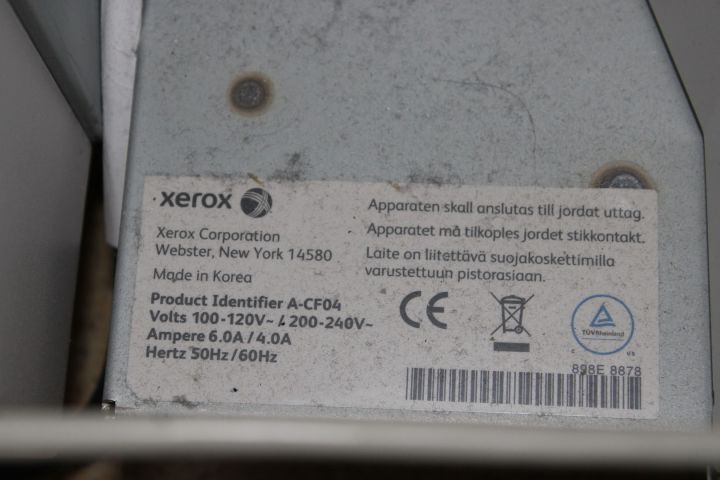 xerox
Xerox Corporation
Webster, New York 14580
Made in Korea
Product Identifier A-CF04
Volts 100-120V~ / 200-240V~
Ampere 6.0A / 4.0A
Hertz 50Hz/60Hz
Apparaten skall anslutas till jordat uttag.
Apparatet må tilkoples jordet stikkontakt.
Laite on liitettävä suojakoskettimilla
varustettuun pistorasiaan.
CE
TÜVRheinland
C US
898E 8878